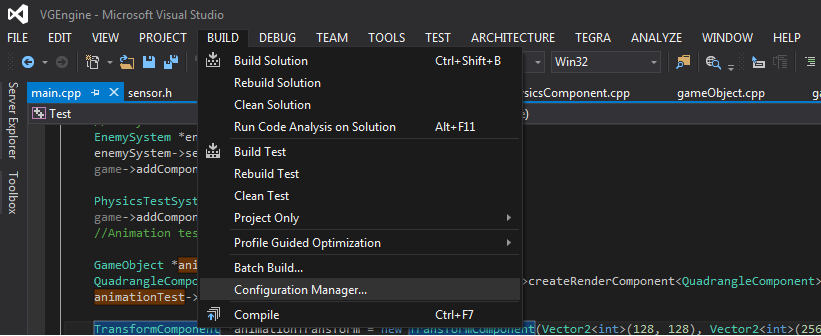 VGEngine - Microsoft Visual Studio
FILE EDIT VIEW PROJECT BUILD DEBUG TEAM TOOLS TEST ARCHITECTURE TEGRA ANALYZE WINDOW
Win32
Server Explorer
Toolbox
main.cpp sensor.h ysicsComponent.cpp gameObject.cpp
Test
Build Solution Ctrl+Shift+B
Rebuild Solution
Clean Solution
Run Code Analysis on Solution Alt+F11
Build Test
Rebuild Test
Clean Test
Project Only
Profile Guided Optimization
Batch Build...
Configuration Manager...
Compile Ctrl+F7
EnemySystem *en
enemySystem->se
game->addCompon
PhysicsTestSyst
game->addCompon
//Animation tes
GameObject *ani
QuadrangleCompo >createRenderComponent<QuadrangleComponent>
animationTest->
TransformComponent *animationTransform = new TransformComponent(Vector2<int>(128, 128), Vector2<int>(256